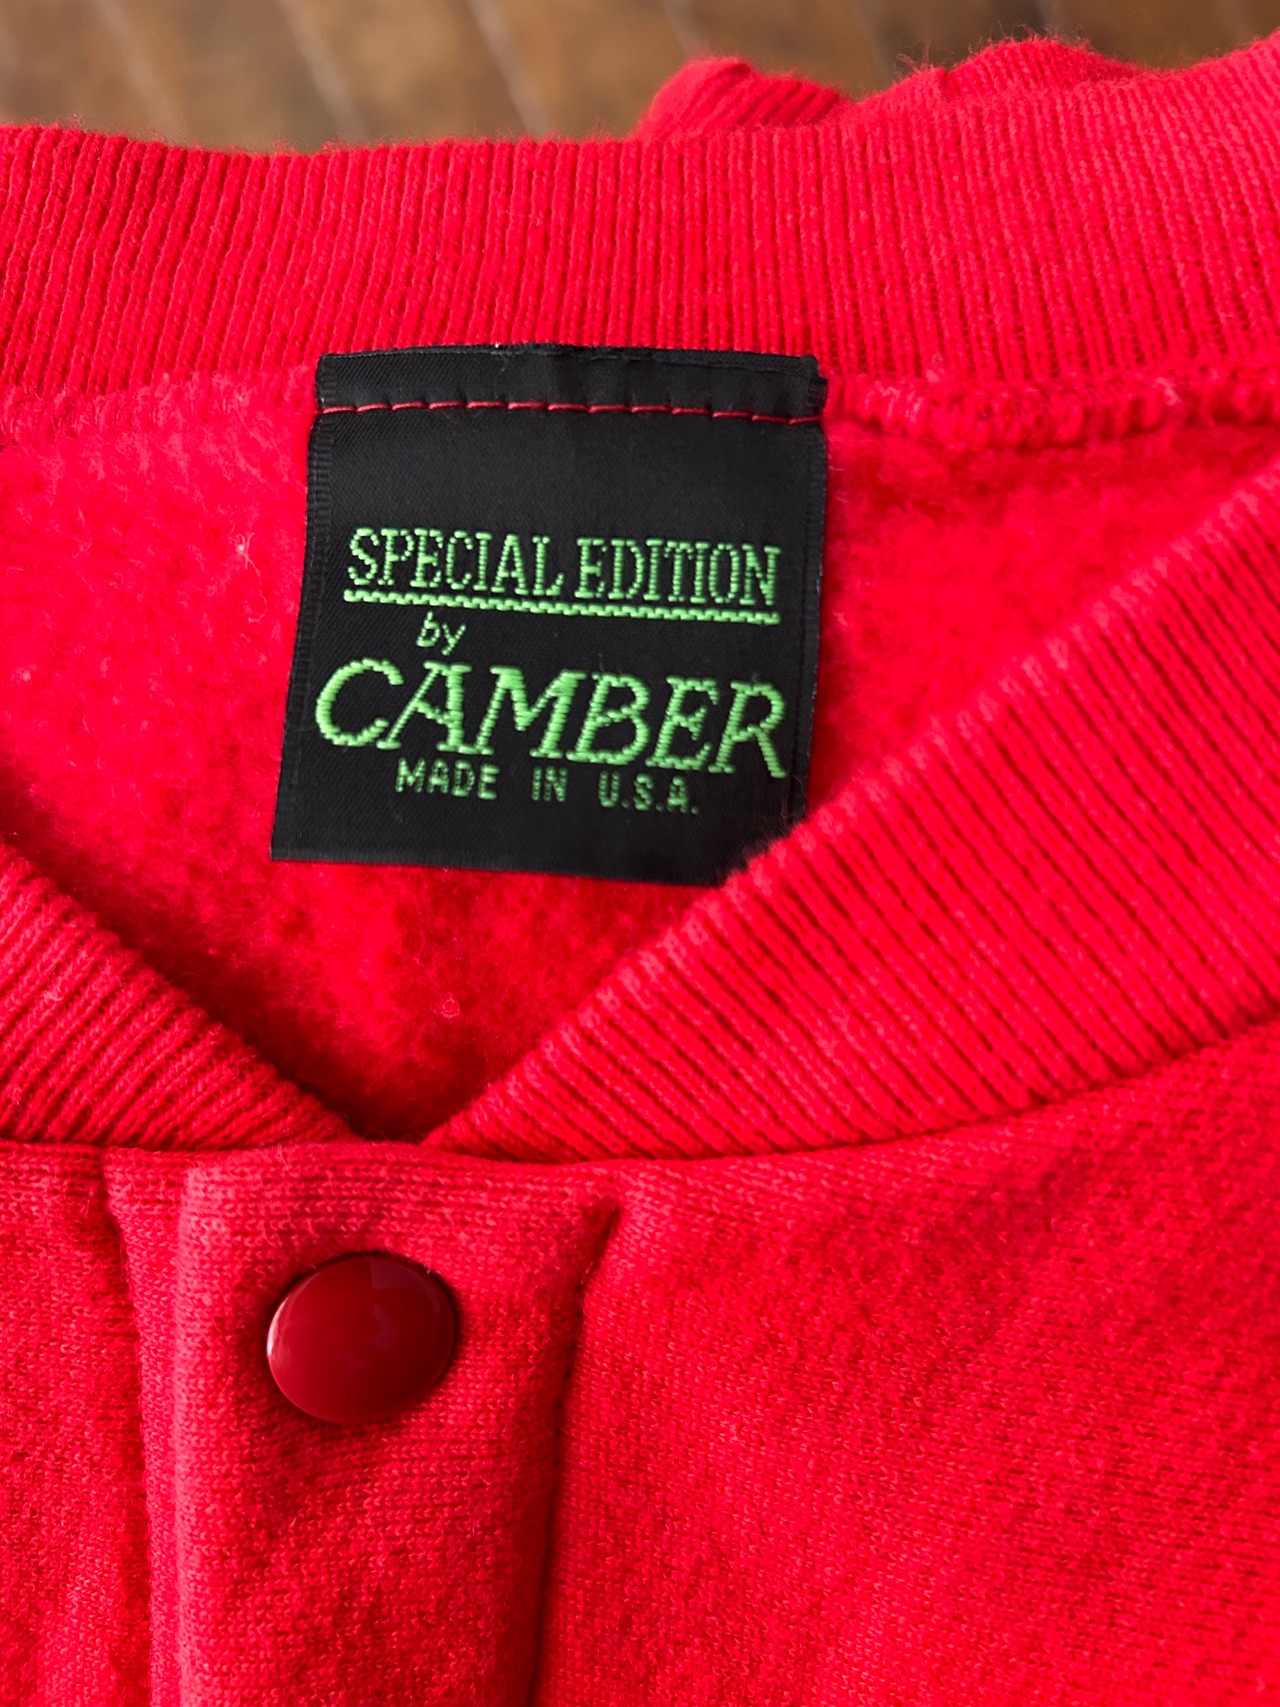 SPECIAL EDITION
by
CAMBER
MADE IN U.S.A.